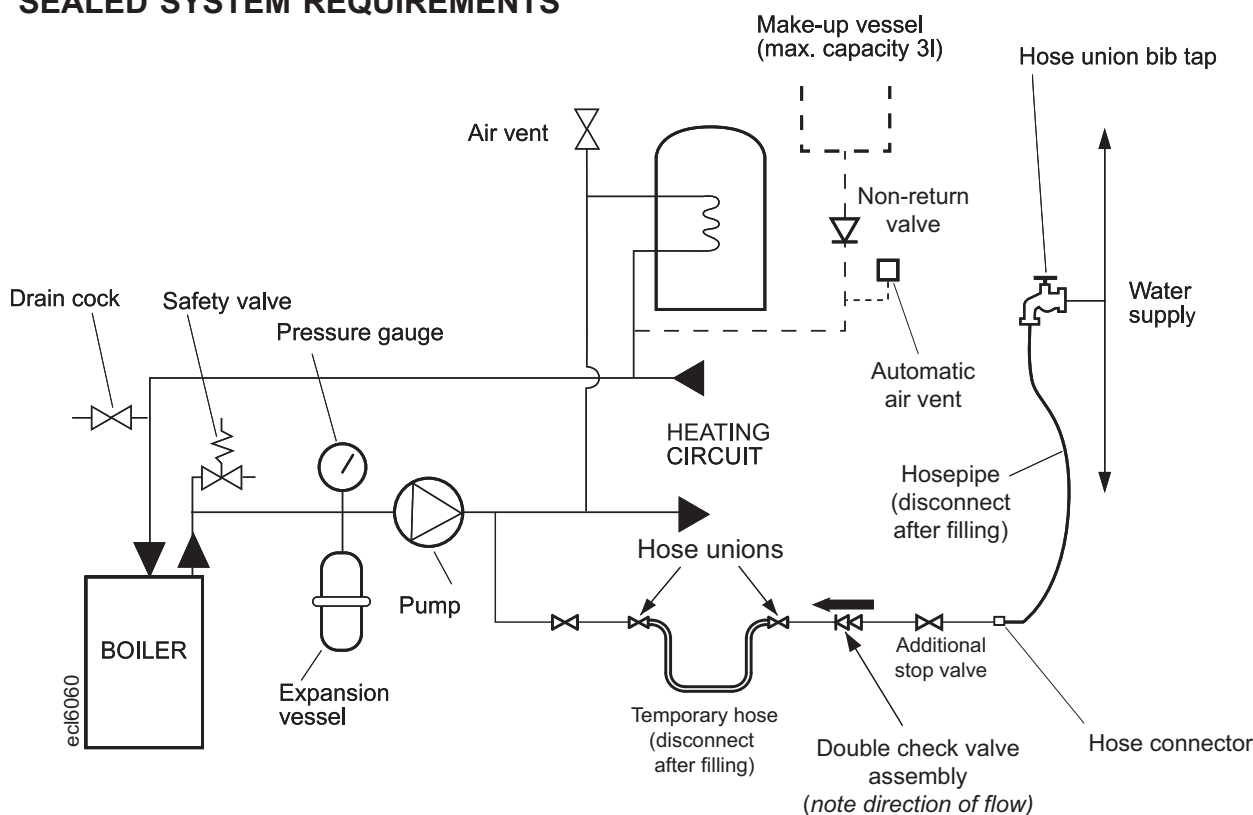 SEALED SYSTEM REQUIREMENTS
Make-up vessel
(max. capacity 3l)
Hose union bib tap
Air vent
Non-return
valve
Drain cock
Safety valve
Pressure gauge
Water
supply
Automatic
air vent
HEATING
CIRCUIT
Hosepipe
(disconnect
after filling)
Hose unions
Pump
BOILER
Additional
stop valve
Expansion
vessel
ecl6060
Temporary hose
(disconnect
after filling)
Double check valve
assembly
(note direction of flow)
Hose connector